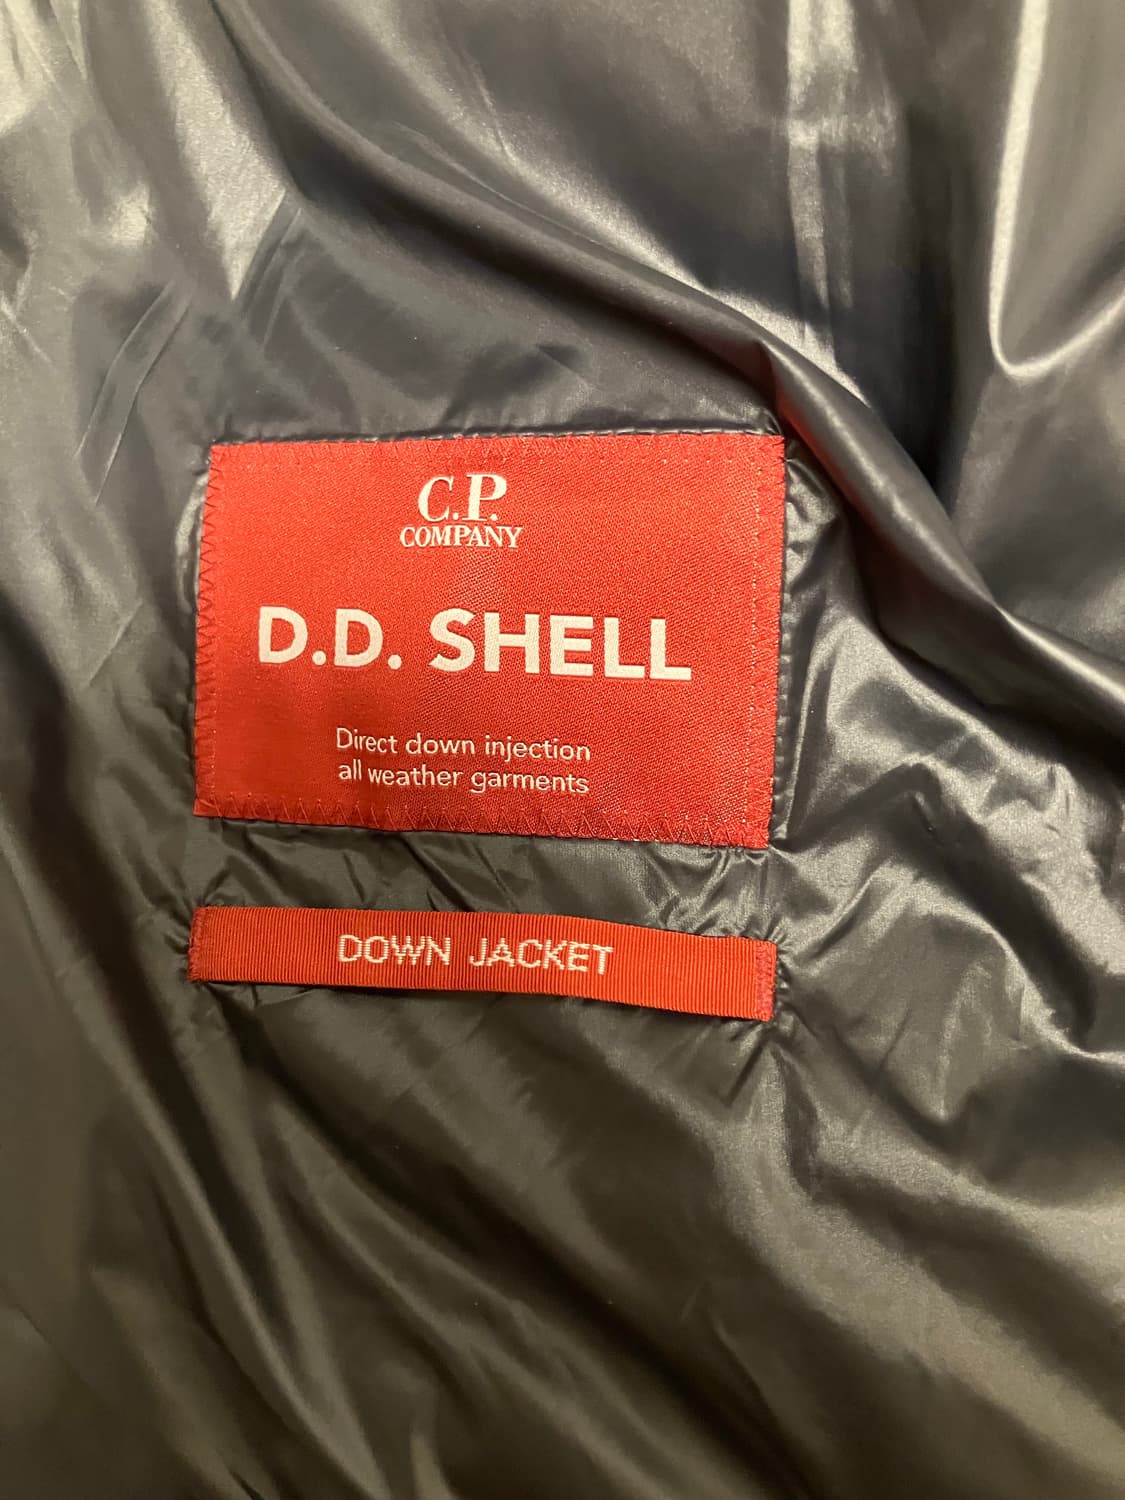 C.P.
COMPANY
D.D. SHELL
Direct down injection
all weather garments
DOWN JACKET